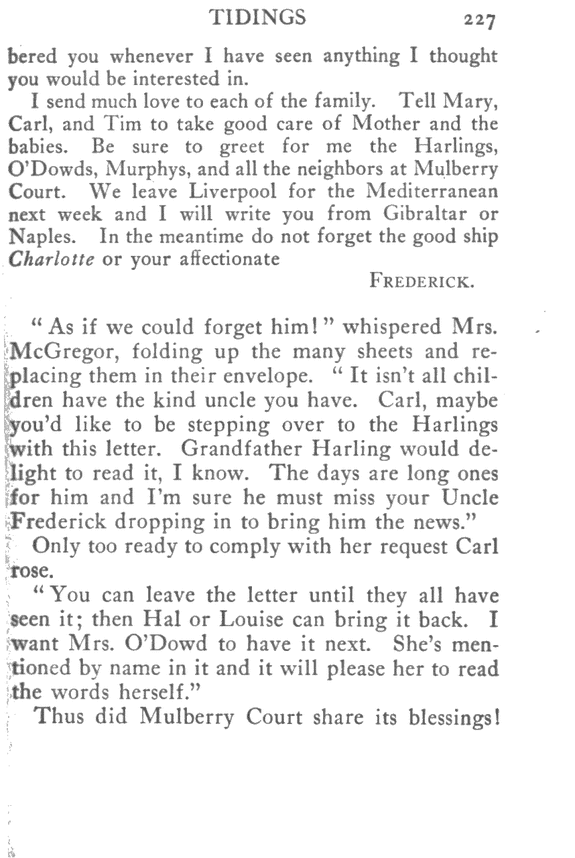 TIDINGS 227
bered you whenever I have seen anything I thought
you would be interested in.
I send much love to each of the family. Tell Mary,
Carl, and Tim to take good care of Mother and the
babies. Be sure to greet for me the Harlings,
O'Dowds, Murphys, and all the neighbors at Mulberry
Court. We leave Liverpool for the Mediterranean
next week and I will write you from Gibraltar or
Naples. In the meantime do not forget the good ship
Charlotte or your affectionate
FREDERICK.
“ As if we could forget him! ” whispered Mrs.
McGregor, folding up the many sheets and re-
placing them in their envelope. “ It isn't all chil-
dren have the kind uncle you have. Carl, maybe
you'd like to be stepping over to the Harlings
with this letter. Grandfather Harling would de-
light to read it, I know. The days are long ones
for him and I'm sure he must miss your Uncle
Frederick dropping in to bring him the news.”
Only too ready to comply with her request Carl
rose.
“ You can leave the letter until they all have
seen it; then Hal or Louise can bring it back. I
want Mrs. O'Dowd to have it next. She's men-
tioned by name in it and it will please her to read
the words herself.”
Thus did Mulberry Court share its blessings!